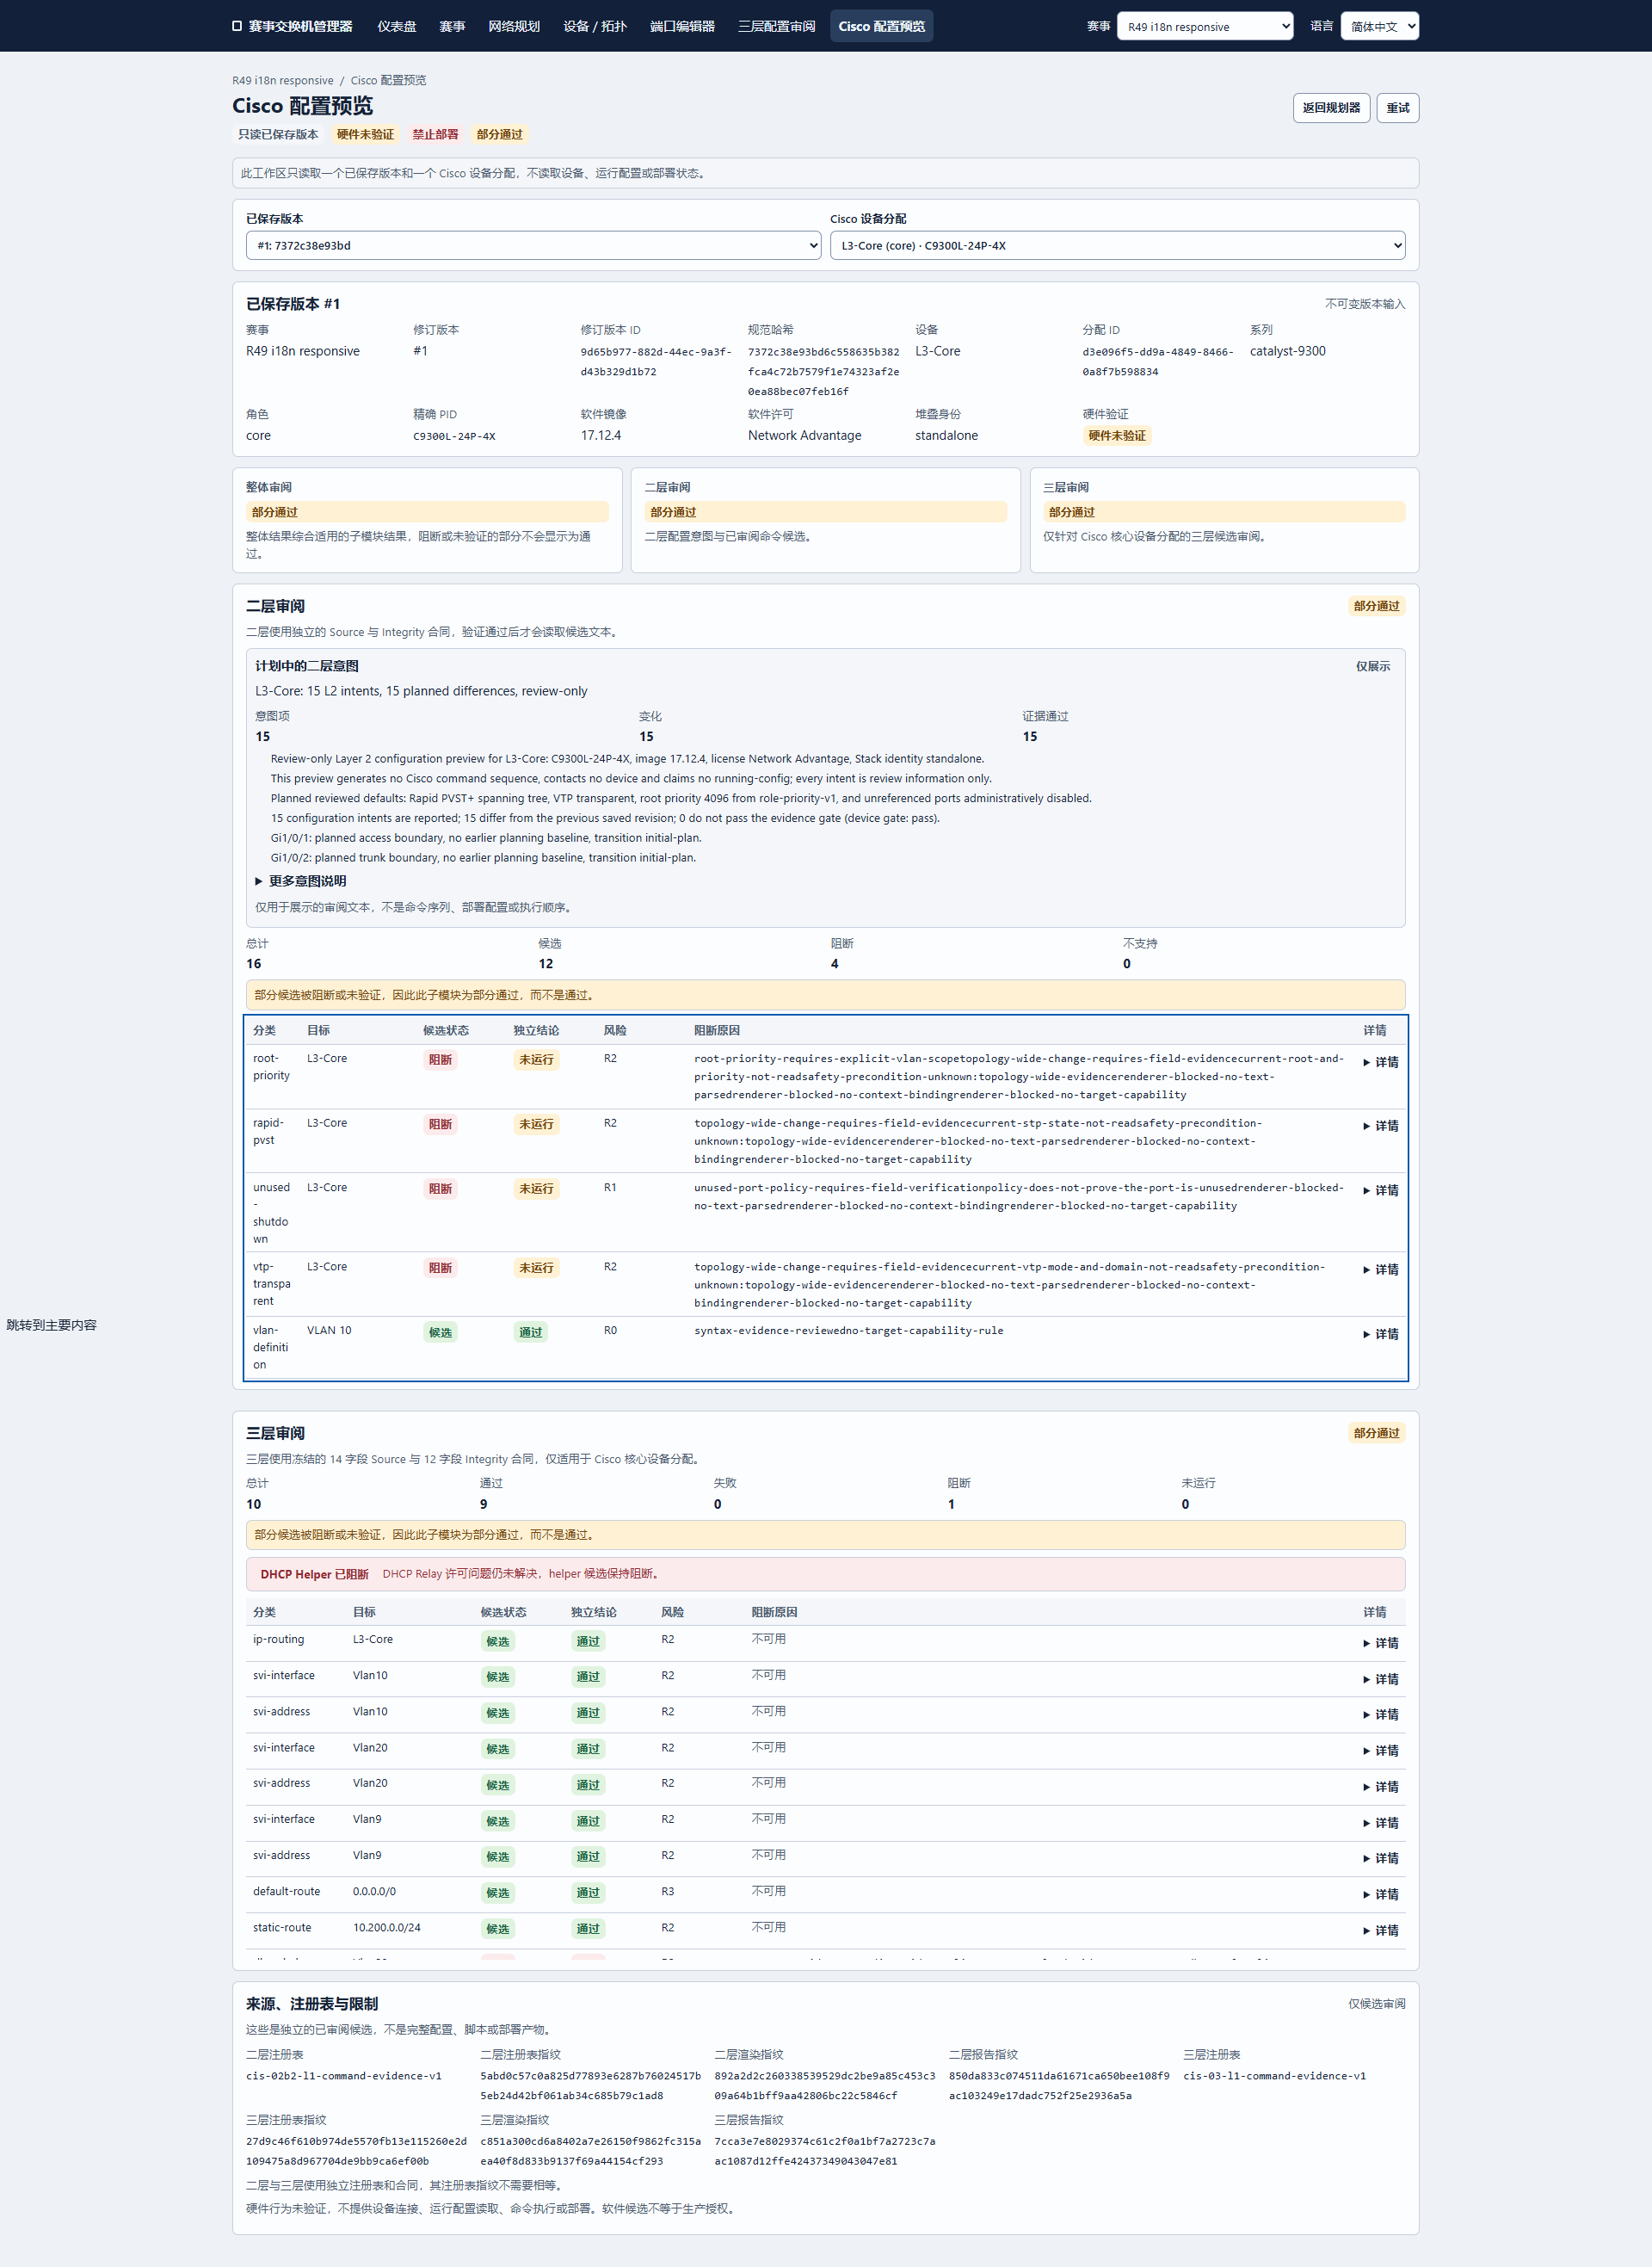 赛事交换机管理器 仪表盘 赛事 网络规划 设备 / 拓扑 端口编辑器 三层配置审阅 Cisco 配置预览 赛事 R49 i18n responsive 语言 简体中文
R49 i18n responsive / Cisco 配置预览
Cisco 配置预览
返回规划器 重试
只读已保存版本 硬件未验证 禁止部署 部分通过
此工作区只读取一个已保存版本和一个 Cisco 设备分配，不读取设备、运行配置或部署状态。
已保存版本 Cisco 设备分配
#1: 7372c38e93bd L3-Core (core) · C9300L-24P-4X
已保存版本 #1 不可变版本输入
赛事 修订版本 修订版本 ID 规范哈希 设备 分配 ID 系列
R49 i18n responsive #1 9d65b977-882d-44ec-9a3f- 7372c38e93bd6c558635b382 L3-Core d3e096f5-dd9a-4849-8466- catalyst-9300
d43b329d1b72 fca4c72b7579f1e74323af2e 0a8f7b598834
0ea88bec07feb16f
角色 精确 PID 软件镜像 软件许可 堆叠身份 硬件验证
core C9300L-24P-4X 17.12.4 Network Advantage standalone 硬件未验证
整体审阅 二层审阅 三层审阅
部分通过 部分通过 部分通过
整体结果综合适用的子模块结果，阻断或未验证的部分不会显示为通 二层配置意图与已审阅命令候选。 仅针对 Cisco 核心设备分配的三层候选审阅。
过。
二层审阅 部分通过
二层使用独立的 Source 与 Integrity 合同，验证通过后才会读取候选文本。
计划中的二层意图 仅展示
L3-Core: 15 L2 intents, 15 planned differences, review-only
意图项 变化 证据通过
15 15 15
Review-only Layer 2 configuration preview for L3-Core: C9300L-24P-4X, image 17.12.4, license Network Advantage, Stack identity standalone.
This preview generates no Cisco command sequence, contacts no device and claims no running-config; every intent is review information only.
Planned reviewed defaults: Rapid PVST+ spanning tree, VTP transparent, root priority 4096 from role-priority-v1, and unreferenced ports administratively disabled.
15 configuration intents are reported; 15 differ from the previous saved revision; 0 do not pass the evidence gate (device gate: pass).
Gi1/0/1: planned access boundary, no earlier planning baseline, transition initial-plan.
Gi1/0/2: planned trunk boundary, no earlier planning baseline, transition initial-plan.
▶ 更多意图说明
仅用于展示的审阅文本，不是命令序列、部署配置或执行顺序。
总计 候选 阻断 不支持
16 12 4 0
部分候选被阻断或未验证，因此此子模块为部分通过，而不是通过。
分类 目标 候选状态 独立结论 风险 阻断原因 详情
root- L3-Core 阻断 未运行 R2 root-priority-requires-explicit-vlan-scopetopology-wide-change-requires-field-evidencecurrent-root-and- ▶ 详情
priority priority-not-readsafety-precondition-unknown:topology-wide-evidencerenderer-blocked-no-text-
parsedrenderer-blocked-no-context-bindingrenderer-blocked-no-target-capability
rapid- L3-Core 阻断 未运行 R2 topology-wide-change-requires-field-evidencecurrent-stp-state-not-readsafety-precondition- ▶ 详情
pvst unknown:topology-wide-evidencerenderer-blocked-no-text-parsedrenderer-blocked-no-context-
bindingrenderer-blocked-no-target-capability
unused L3-Core 阻断 未运行 R1 unused-port-policy-requires-field-verificationpolicy-does-not-prove-the-port-is-unusedrenderer-blocked- ▶ 详情
- no-text-parsedrenderer-blocked-no-context-bindingrenderer-blocked-no-target-capability
shutdo
wn
vtp- L3-Core 阻断 未运行 R2 topology-wide-change-requires-field-evidencecurrent-vtp-mode-and-domain-not-readsafety-precondition- ▶ 详情
transpa unknown:topology-wide-evidencerenderer-blocked-no-text-parsedrenderer-blocked-no-context-
rent bindingrenderer-blocked-no-target-capability
跳转到主要内容
vlan- VLAN 10 候选 通过 R0 syntax-evidence-reviewedno-target-capability-rule ▶ 详情
definiti
on
三层审阅 部分通过
三层使用冻结的 14 字段 Source 与 12 字段 Integrity 合同，仅适用于 Cisco 核心设备分配。
总计 通过 失败 阻断 未运行
10 9 0 1 0
部分候选被阻断或未验证，因此此子模块为部分通过，而不是通过。
DHCP Helper 已阻断 DHCP Relay 许可问题仍未解决，helper 候选保持阻断。
分类 目标 候选状态 独立结论 风险 阻断原因 详情
ip-routing L3-Core 候选 通过 R2 不可用 ▶ 详情
svi-interface Vlan10 候选 通过 R2 不可用 ▶ 详情
svi-address Vlan10 候选 通过 R2 不可用 ▶ 详情
svi-interface Vlan20 候选 通过 R2 不可用 ▶ 详情
svi-address Vlan20 候选 通过 R2 不可用 ▶ 详情
svi-interface Vlan9 候选 通过 R2 不可用 ▶ 详情
svi-address Vlan9 候选 通过 R2 不可用 ▶ 详情
default-route 0.0.0.0/0 候选 通过 R3 不可用 ▶ 详情
static-route 10.200.0.0/24 候选 通过 R2 不可用 ▶ 详情
来源、注册表与限制 仅候选审阅
这些是独立的已审阅候选，不是完整配置、脚本或部署产物。
二层注册表 二层注册表指纹 二层渲染指纹 二层报告指纹 三层注册表
cis-02b2-l1-command-evidence-v1 5abd0c57c0a825d77893e6287b76024517b 892a2d2c260338539529dc2be9a85c453c3 850da833c074511da61671ca650bee108f9 cis-03-l1-command-evidence-v1
5eb24d42bf061ab34c685b79c1ad8 09a64b1bff9aa42806bc22c5846cf ac103249e17dadc752f25e2936a5a
三层注册表指纹 三层渲染指纹 三层报告指纹
27d9c46f610b974de5570fb13e115260e2d c851a300cd6a8402a7e26150f9862fc315a 7cca3e7e8029374c61c2f0a1bf7a2723c7a
109475a8d967704de9bb9ca6ef00b ea40f8d833b9137f69a44154cf293 ac1087d12ffe42437349043047e81
二层与三层使用独立注册表和合同，其注册表指纹不需要相等。
硬件行为未验证，不提供设备连接、运行配置读取、命令执行或部署。软件候选不等于生产授权。